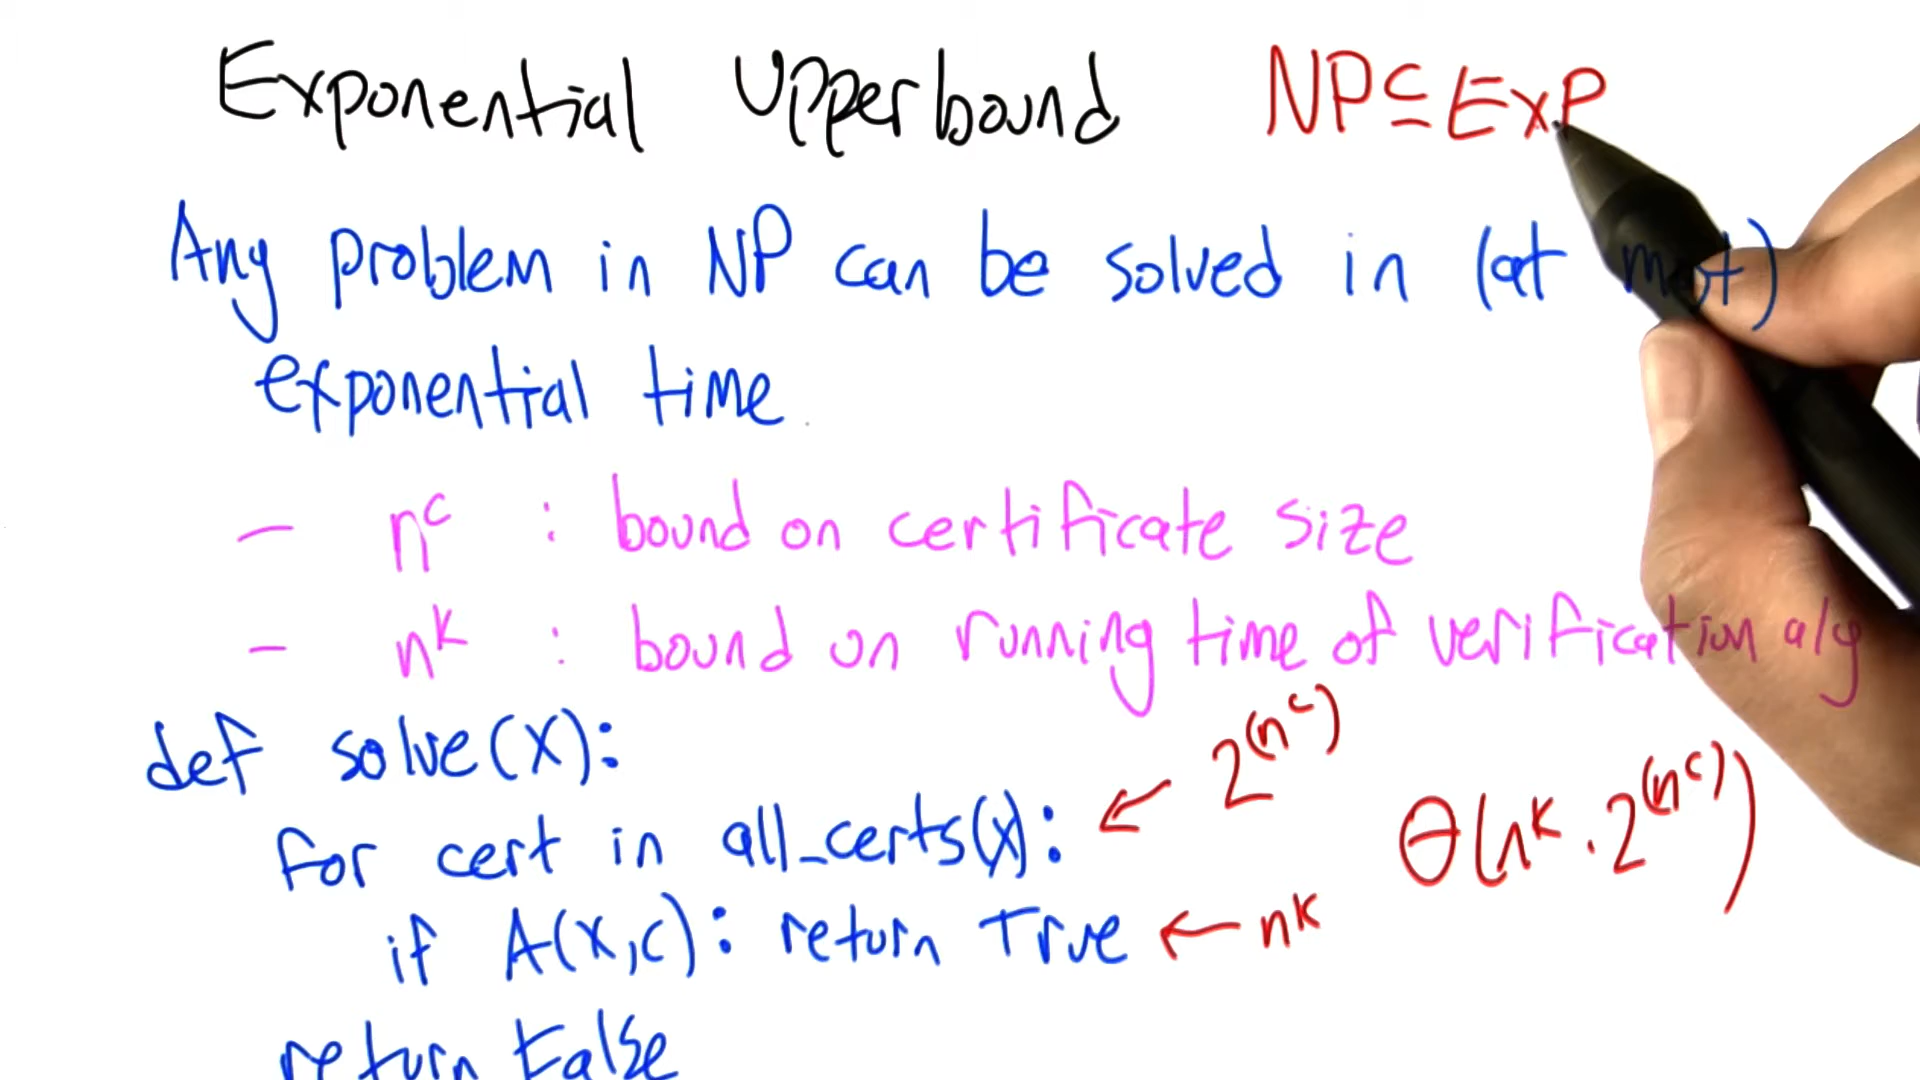 Exponential Upperbound NP⊆EXP
Any problem in NP can be solved in (at most)
exponential time.
- n^c : bound on certificate size
- n^k : bound on running time of verification alg
def solve(x):
for cert in all_certs(x): ← 2^(n^c) Θ(n^k · 2^(n^c))
if A(x,c): return True ← n^k
return False